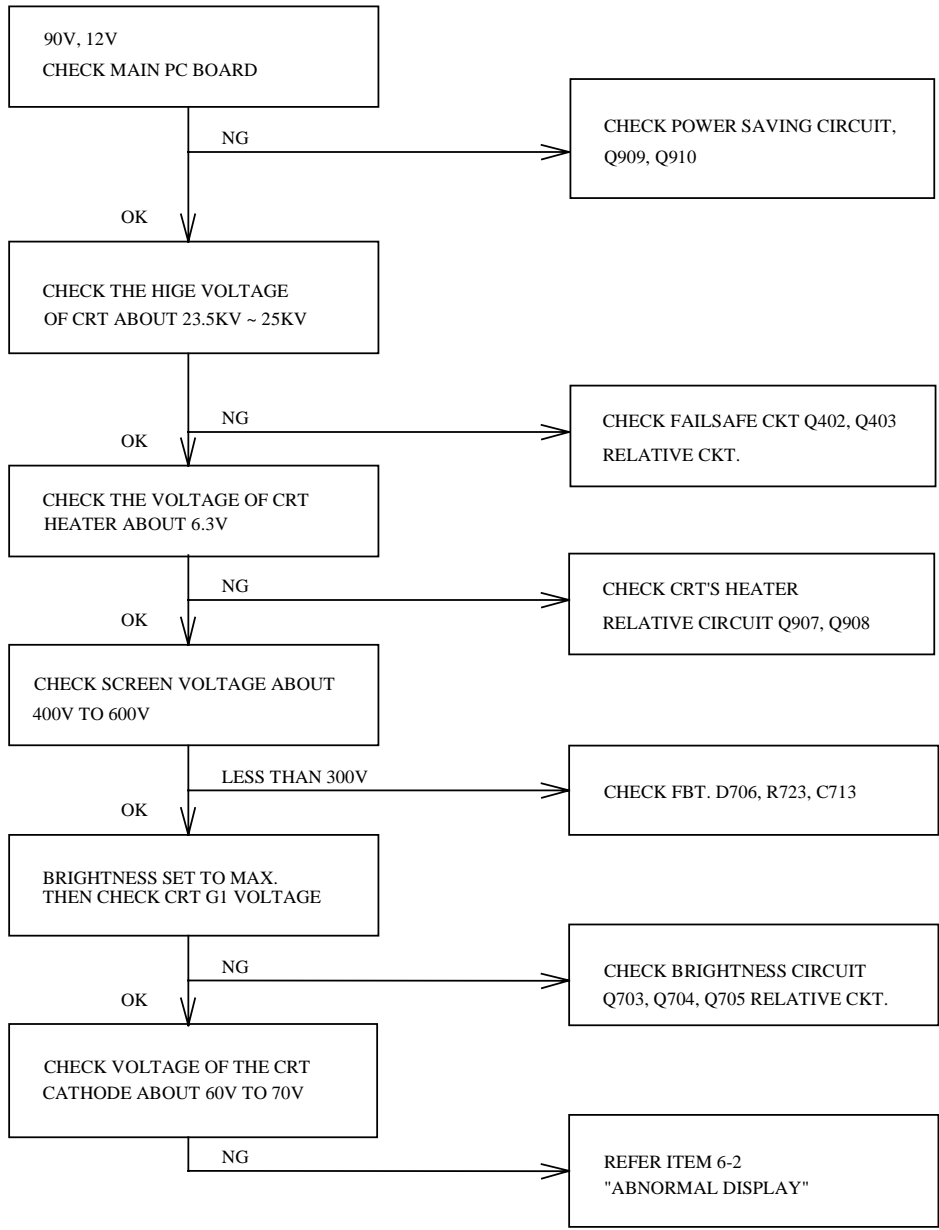 90V, 12V
CHECK MAIN PC BOARD
NG
CHECK POWER SAVING CIRCUIT,
Q909, Q910
OK
CHECK THE HIGE VOLTAGE
OF CRT ABOUT 23.5KV ~ 25KV
NG
CHECK FAILSAFE CKT Q402, Q403
RELATIVE CKT.
OK
CHECK THE VOLTAGE OF CRT
HEATER ABOUT 6.3V
NG
CHECK CRT'S HEATER
RELATIVE CIRCUIT Q907, Q908
OK
CHECK SCREEN VOLTAGE ABOUT
400V TO 600V
LESS THAN 300V
CHECK FBT. D706, R723, C713
OK
BRIGHTNESS SET TO MAX.
THEN CHECK CRT G1 VOLTAGE
NG
CHECK BRIGHTNESS CIRCUIT
Q703, Q704, Q705 RELATIVE CKT.
OK
CHECK VOLTAGE OF THE CRT
CATHODE ABOUT 60V TO 70V
NG
REFER ITEM 6-2
"ABNORMAL DISPLAY"